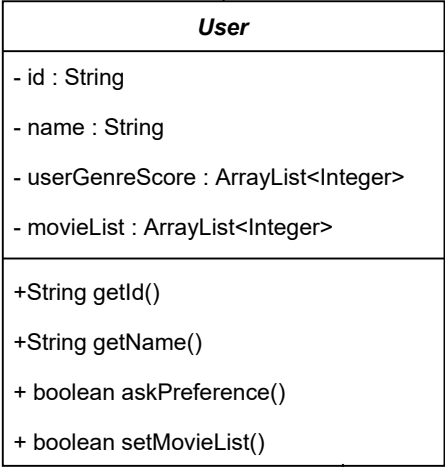 User
- id : String
- name : String
- userGenreScore : ArrayList<Integer>
- movieList : ArrayList<Integer>
+String getId()
+String getName()
+ boolean askPreference()
+ boolean setMovieList()